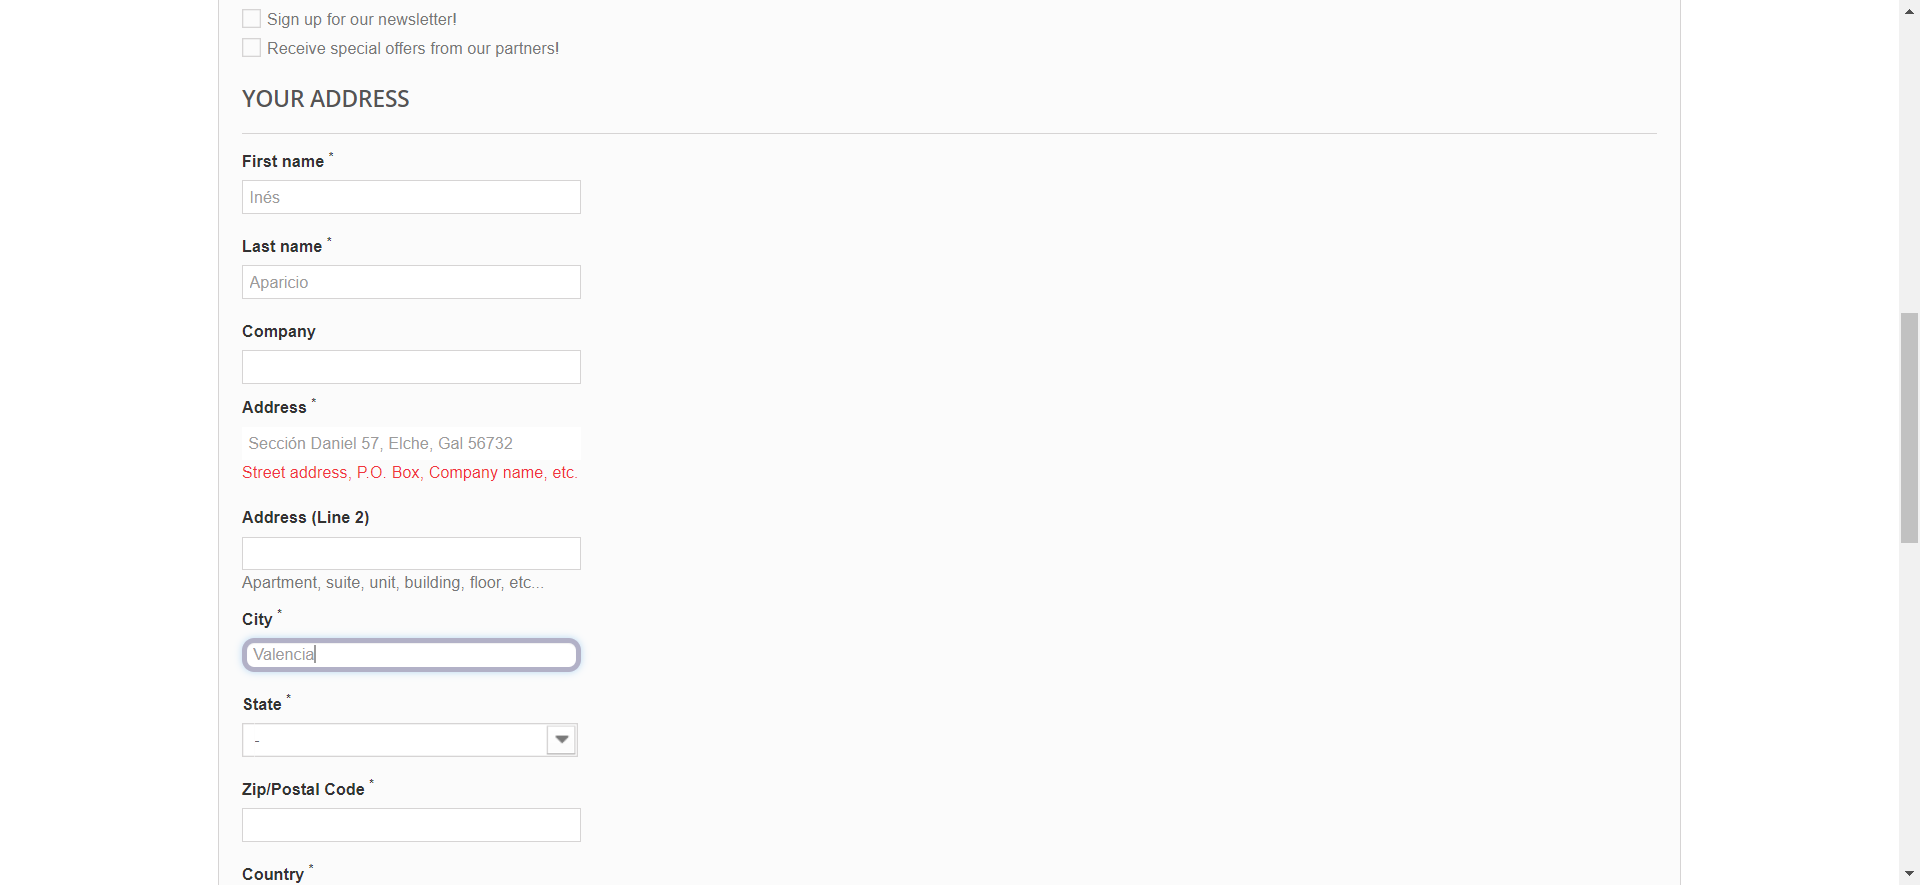 Sign up for our newsletter!
Receive special offers from our partners!
YOUR ADDRESS
First name *
Inés
Last name *
Aparicio
Company
Address *
Sección Daniel 57, Elche, Gal 56732
Street address, P.O. Box, Company name, etc.
Address (Line 2)
Apartment, suite, unit, building, floor, etc...
City *
Valencia
State *
-
Zip/Postal Code *
Country *